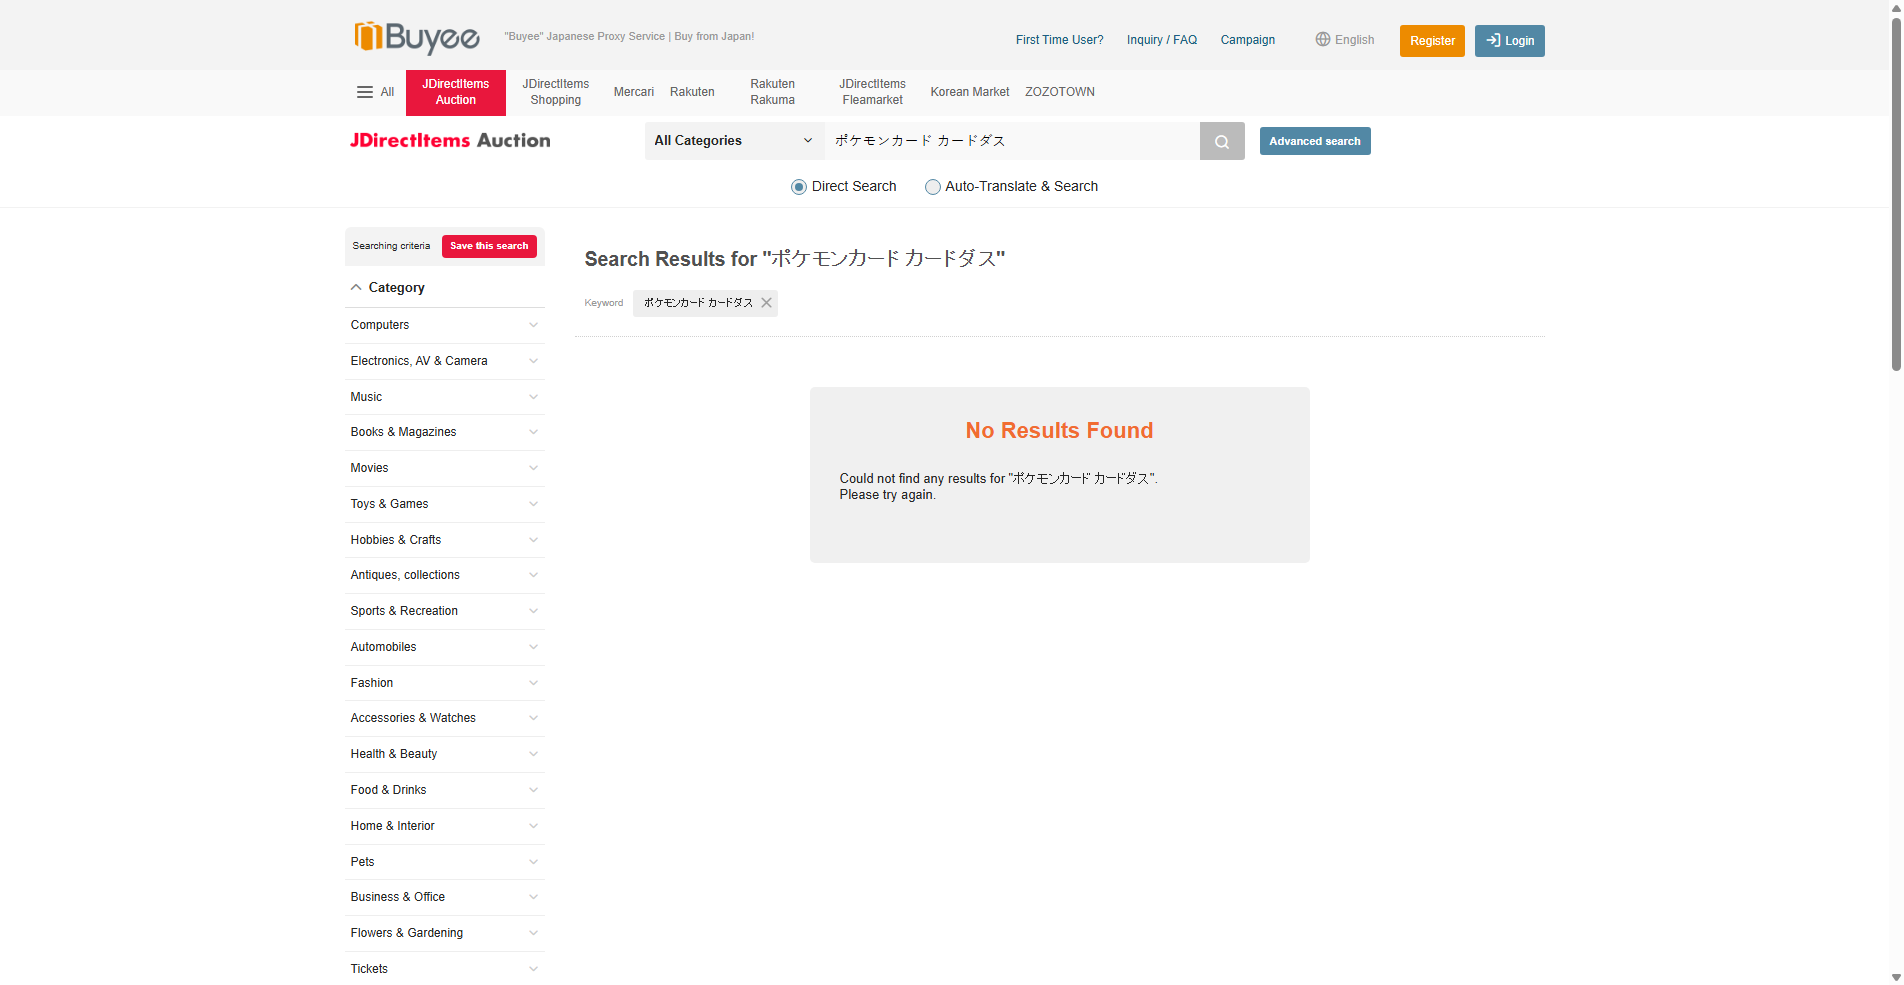 Buyee
"Buyee" Japanese Proxy Service | Buy from Japan!
First Time User?
Inquiry / FAQ
Campaign
English
Register
Login
All
JDirectItems
Auction
JDirectItems
Shopping
Mercari
Rakuten
Rakuten
Rakuma
JDirectItems
Fleamarket
Korean Market
ZOZOTOWN
JDirectItems Auction
All Categories
ポケモンカード カードダス
Advanced search
Direct Search
Auto-Translate & Search
Searching criteria
Save this search
Category
Computers
Electronics, AV & Camera
Music
Books & Magazines
Movies
Toys & Games
Hobbies & Crafts
Antiques, collections
Sports & Recreation
Automobiles
Fashion
Accessories & Watches
Health & Beauty
Food & Drinks
Home & Interior
Pets
Business & Office
Flowers & Gardening
Tickets
Search Results for "ポケモンカード カードダス"
Keyword
ポケモンカード カードダス
No Results Found
Could not find any results for "ポケモンカード カードダス".
Please try again.